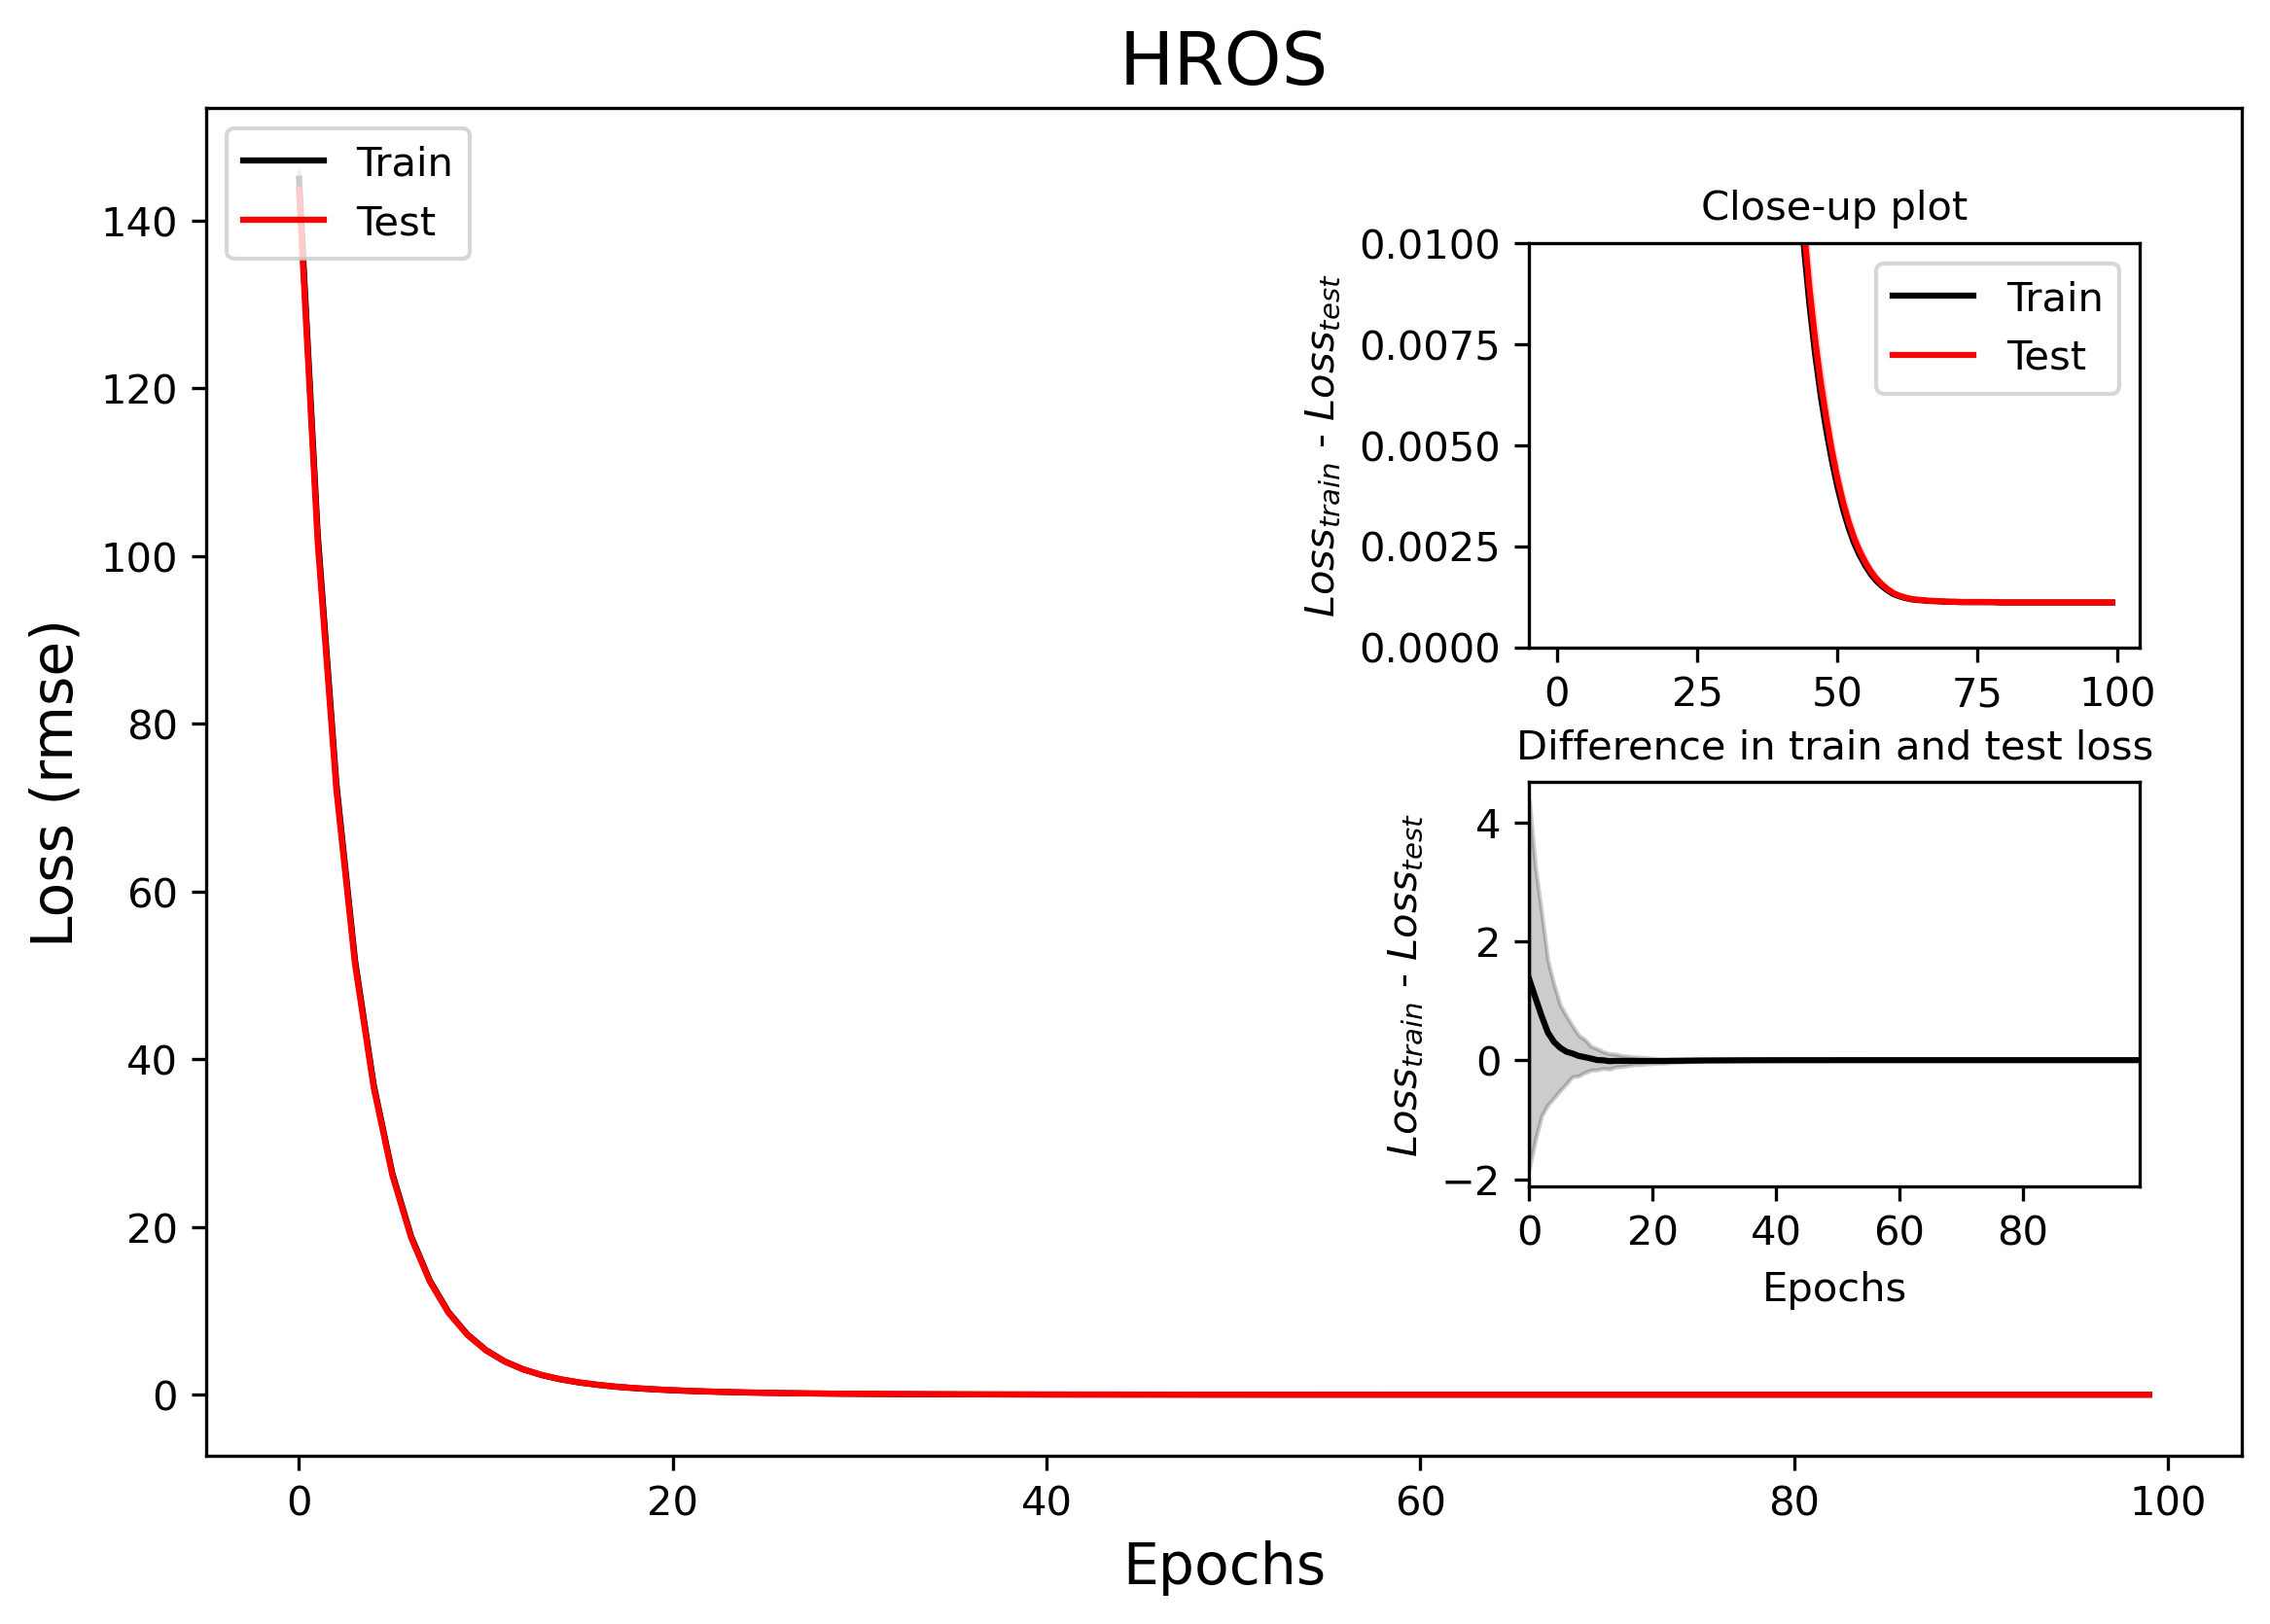 HROS
Train
Test
140
120
100
80
60
40
20
0
Loss (rmse)
0 20 40 60 80 100
Epochs
Close-up plot
0.0100
0.0075
0.0050
0.0025
0.0000
Loss_train - Loss_test
Train
Test
0 25 50 75 100
Difference in train and test loss
4
2
0
−2
Loss_train - Loss_test
0 20 40 60 80
Epochs